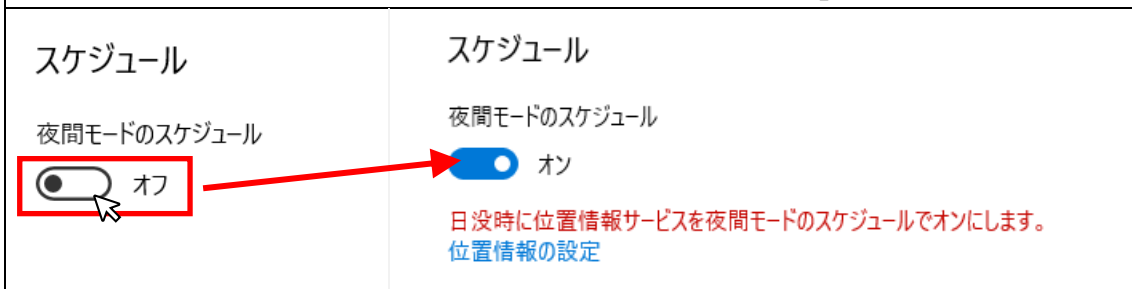 スケジュール
夜間モードのスケジュール
オフ
スケジュール
夜間モードのスケジュール
オン
日没時に位置情報サービスを夜間モードのスケジュールでオンにします。
位置情報の設定